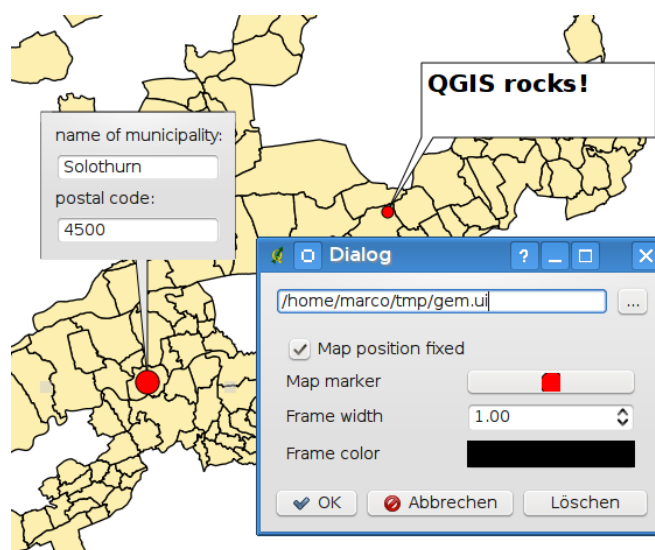 QGIS rocks!
name of municipality:
Solothurn
postal code:
4500
Dialog
?
/home/marco/tmp/gem.ui
...
Map position fixed
Map marker
Frame width
1.00
Frame color
OK
Abbrechen
Löschen